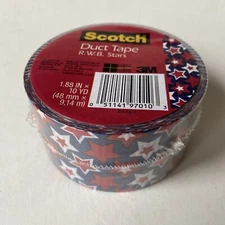 Scotch
Duct Tape
R.W.B. Stars
3M
1.88 IN ×
10 YD
(48 mm ×
9,14 m)
0 51141 97010 3